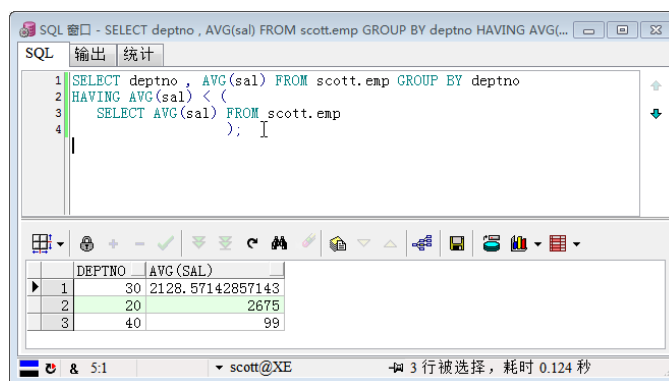 SQL 窗口 - SELECT deptno , AVG(sal) FROM scott.emp GROUP BY deptno HAVING AVG(...
SQL 输出 统计
1 SELECT deptno , AVG(sal) FROM scott.emp GROUP BY deptno
2 HAVING AVG(sal) < (
3 SELECT AVG(sal) FROM scott.emp
4 );
DEPTNO AVG(SAL)
1 30 2128.57142857143
2 20 2675
3 40 99
& 5:1 scott@XE 3 行被选择，耗时 0.124 秒